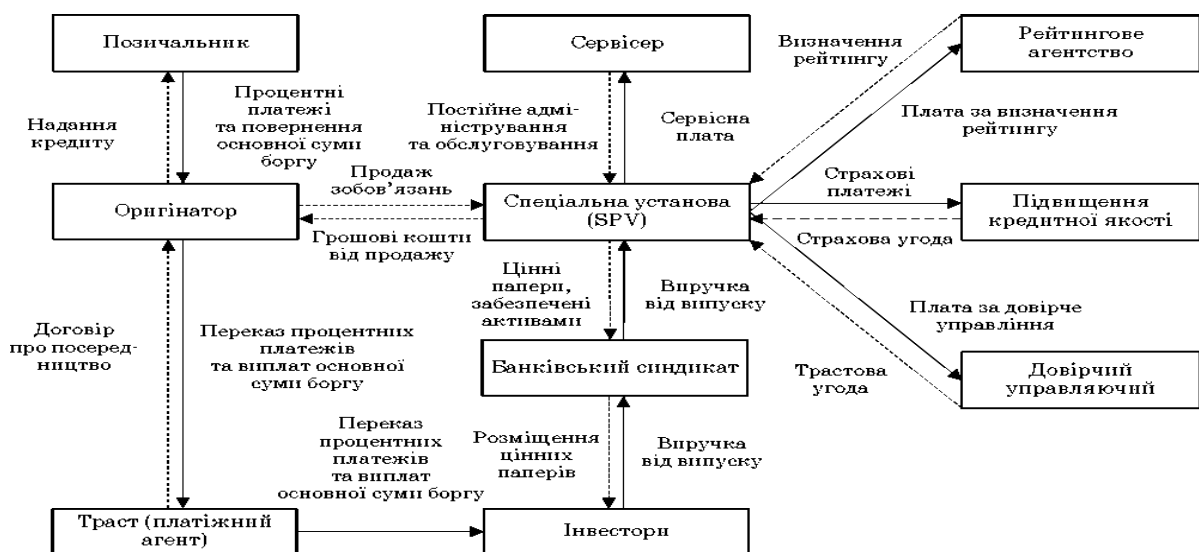 Позичальник
Сервісер
Рейтингове
агентство
Визначення
рейтингу
Надання
кредиту
Процентні
платежі
та повернення
основної суми
боргу
Постійне адмі-
ністрування
та обслуговування
Сервісна
плата
Плата за визначення
рейтингу
Оригінатор
Продаж
зобов’язань
Грошові кошти
від продажу
Спеціальна установа
(SPV)
Страхові
платежі
Страхова угода
Підвищення
кредитної якості
Цінні
папери,
забезпечені
активами
Виручка
від випуску
Плата за довірче
управління
Договір
про посеред-
ництво
Переказ процентних
платежів
та виплат основної
суми боргу
Банківський синдикат
Трастова
угода
Довірчий
управляючий
Переказ
процентних
платежів
та виплат
основної суми боргу
Розміщення
цінних
паперів
Виручка
від випуску
Траст (платіжний
агент)
Інвестори